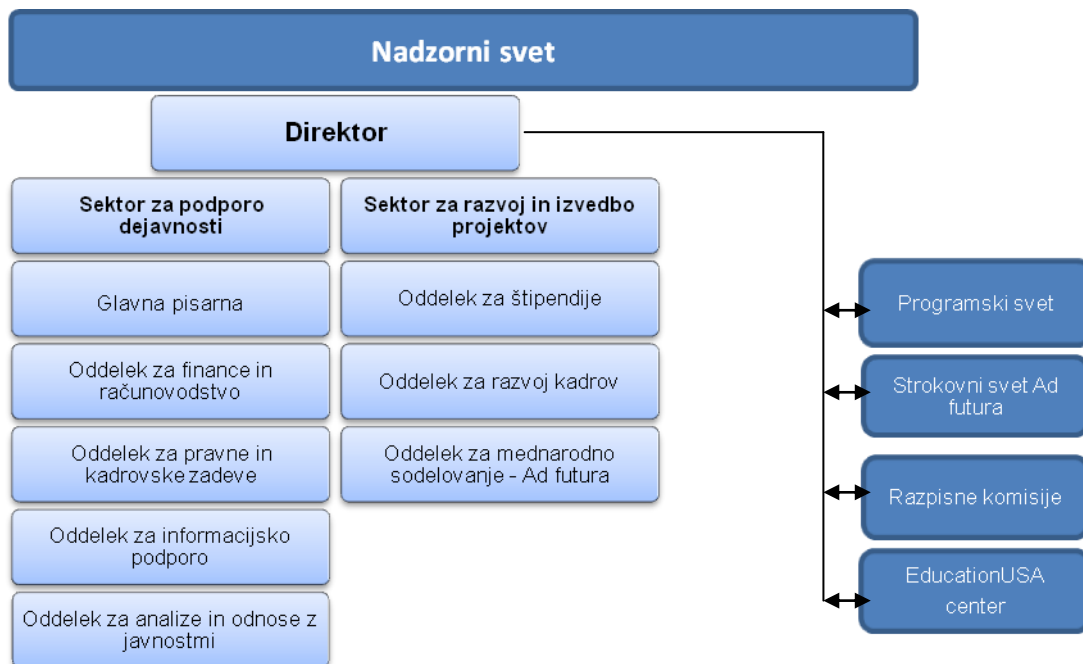 Nadzorni svet
Direktor
Sektor za podporo
dejavnosti
Glavna pisarna
Oddelek za finance in
računovodstvo
Oddelek za pravne in
kadrovske zadeve
Oddelek za informacijsko
podporo
Oddelek za analize in odnose z
javnostmi
Sektor za razvoj in izvedbo
projektov
Oddelek za štipendije
Oddelek za razvoj kadrov
Oddelek za mednarodno
sodelovanje - Ad futura
Programski svet
Strokovni svet Ad
futura
Razpisne komisije
EducationUSA
center